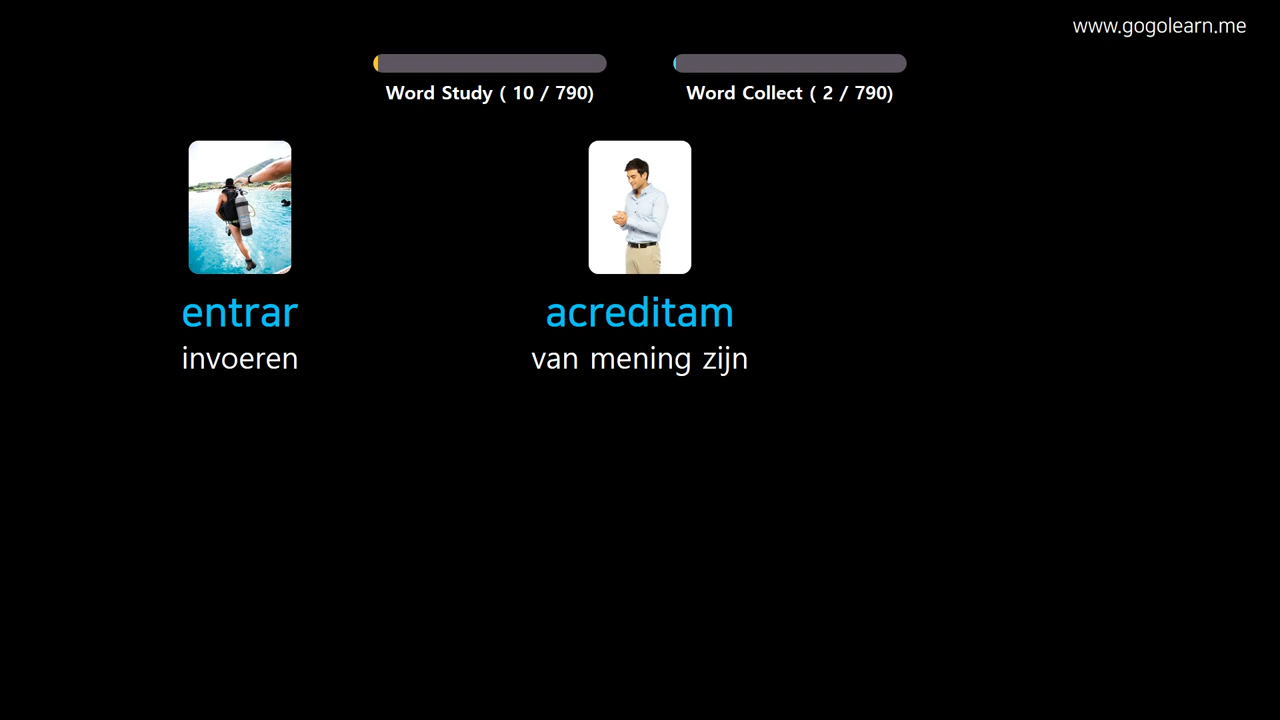 www.gogolearn.me
Word Study ( 10 / 790)
Word Collect ( 2 / 790)
entrar
invoeren
acreditam
van mening zijn